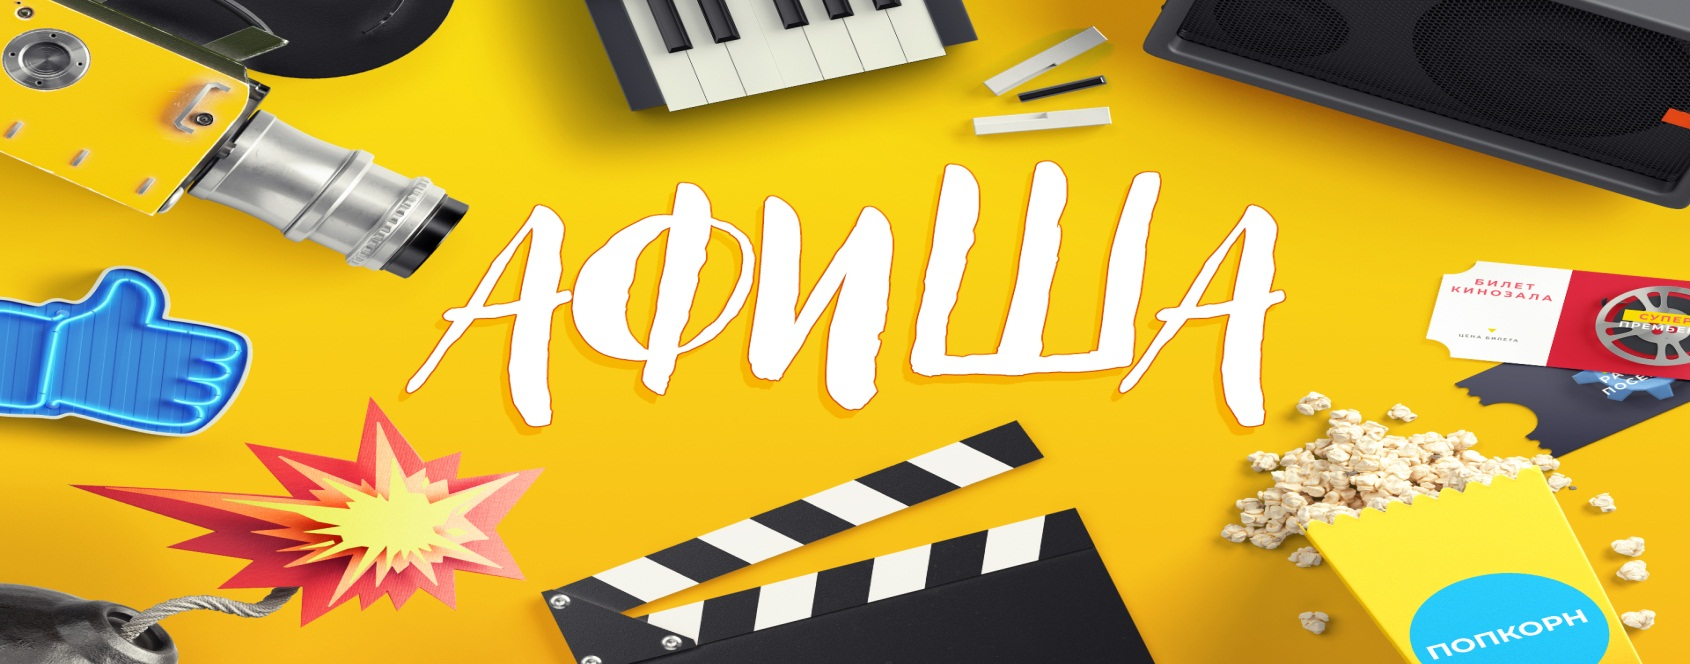 АФИША
БИЛЕТ
КИНОЗАЛА
ЦЕНА БИЛЕТА
СУПЕР
ПОПКОРН